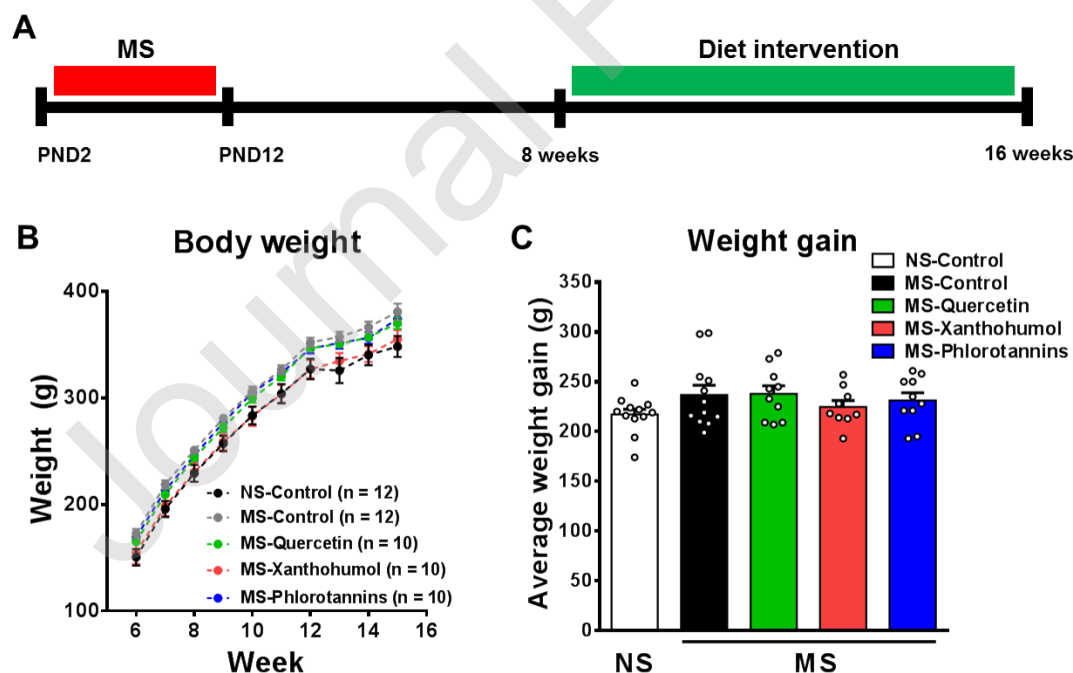 A
MS
Diet intervention
PND2
PND12
8 weeks
16 weeks
B
Body weight
Weight (g)
400
300
200
100
6
8
10
12
14
16
Week
NS-Control (n = 12)
MS-Control (n = 12)
MS-Quercetin (n = 10)
MS-Xanthohumol (n = 10)
MS-Phlorotannins (n = 10)
C
Weight gain
NS-Control
MS-Control
MS-Quercetin
MS-Xanthohumol
MS-Phlorotannins
Average weight gain (g)
350
300
250
200
150
100
50
0
NS
MS
Journal